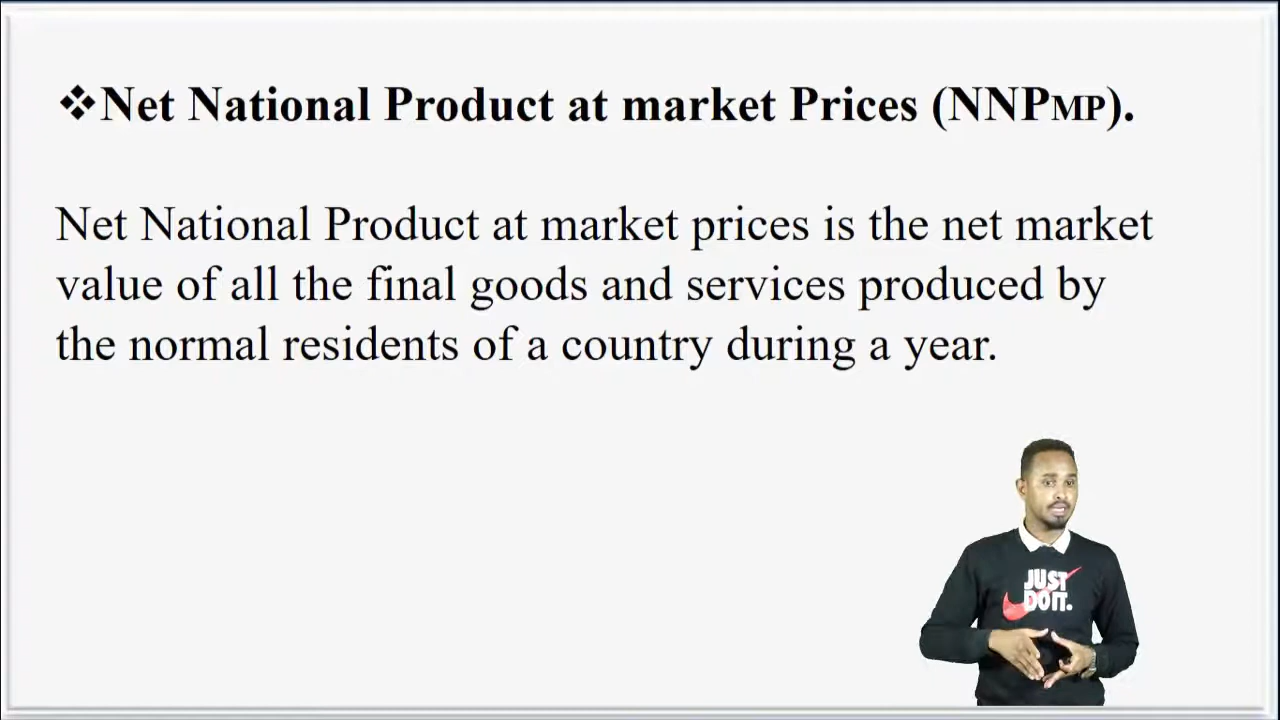 ❖Net National Product at market Prices (NNPMP).
Net National Product at market prices is the net market
value of all the final goods and services produced by
the normal residents of a country during a year.
JUST
DO IT.